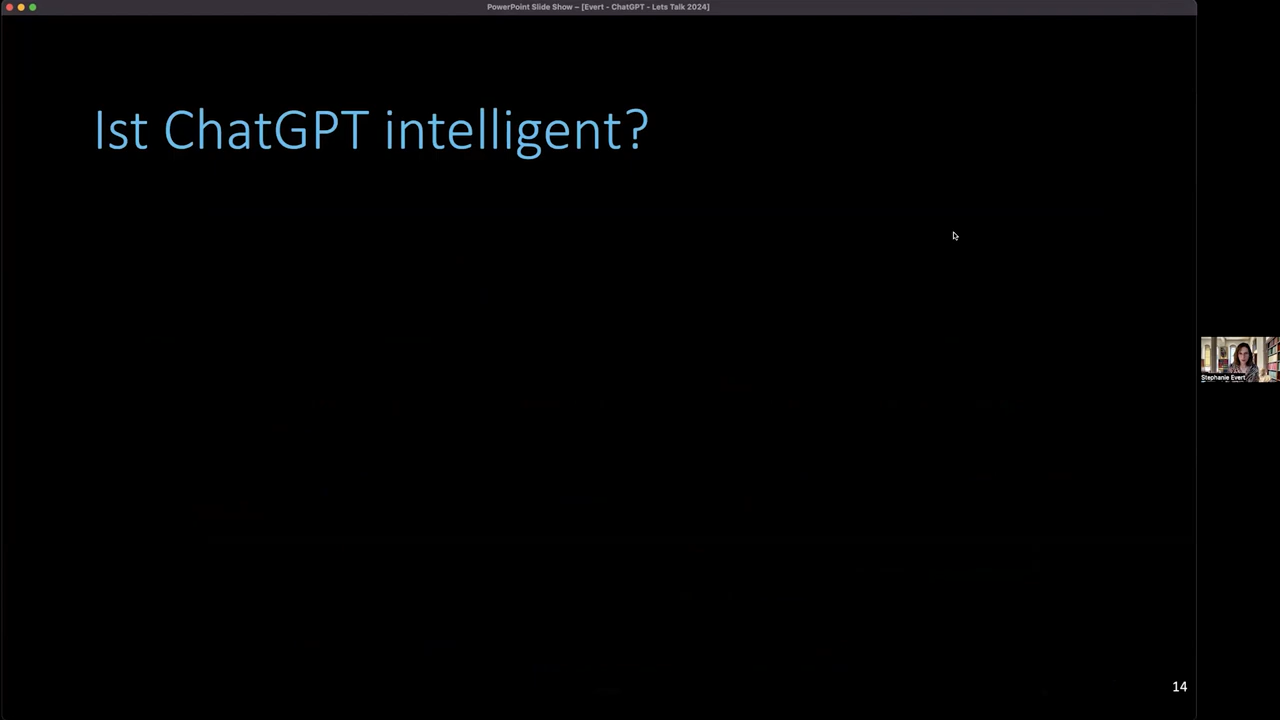 PowerPoint Slide Show – [Evert - ChatGPT - Lets Talk 2024]
Ist ChatGPT intelligent?
Stephanie Evert
14